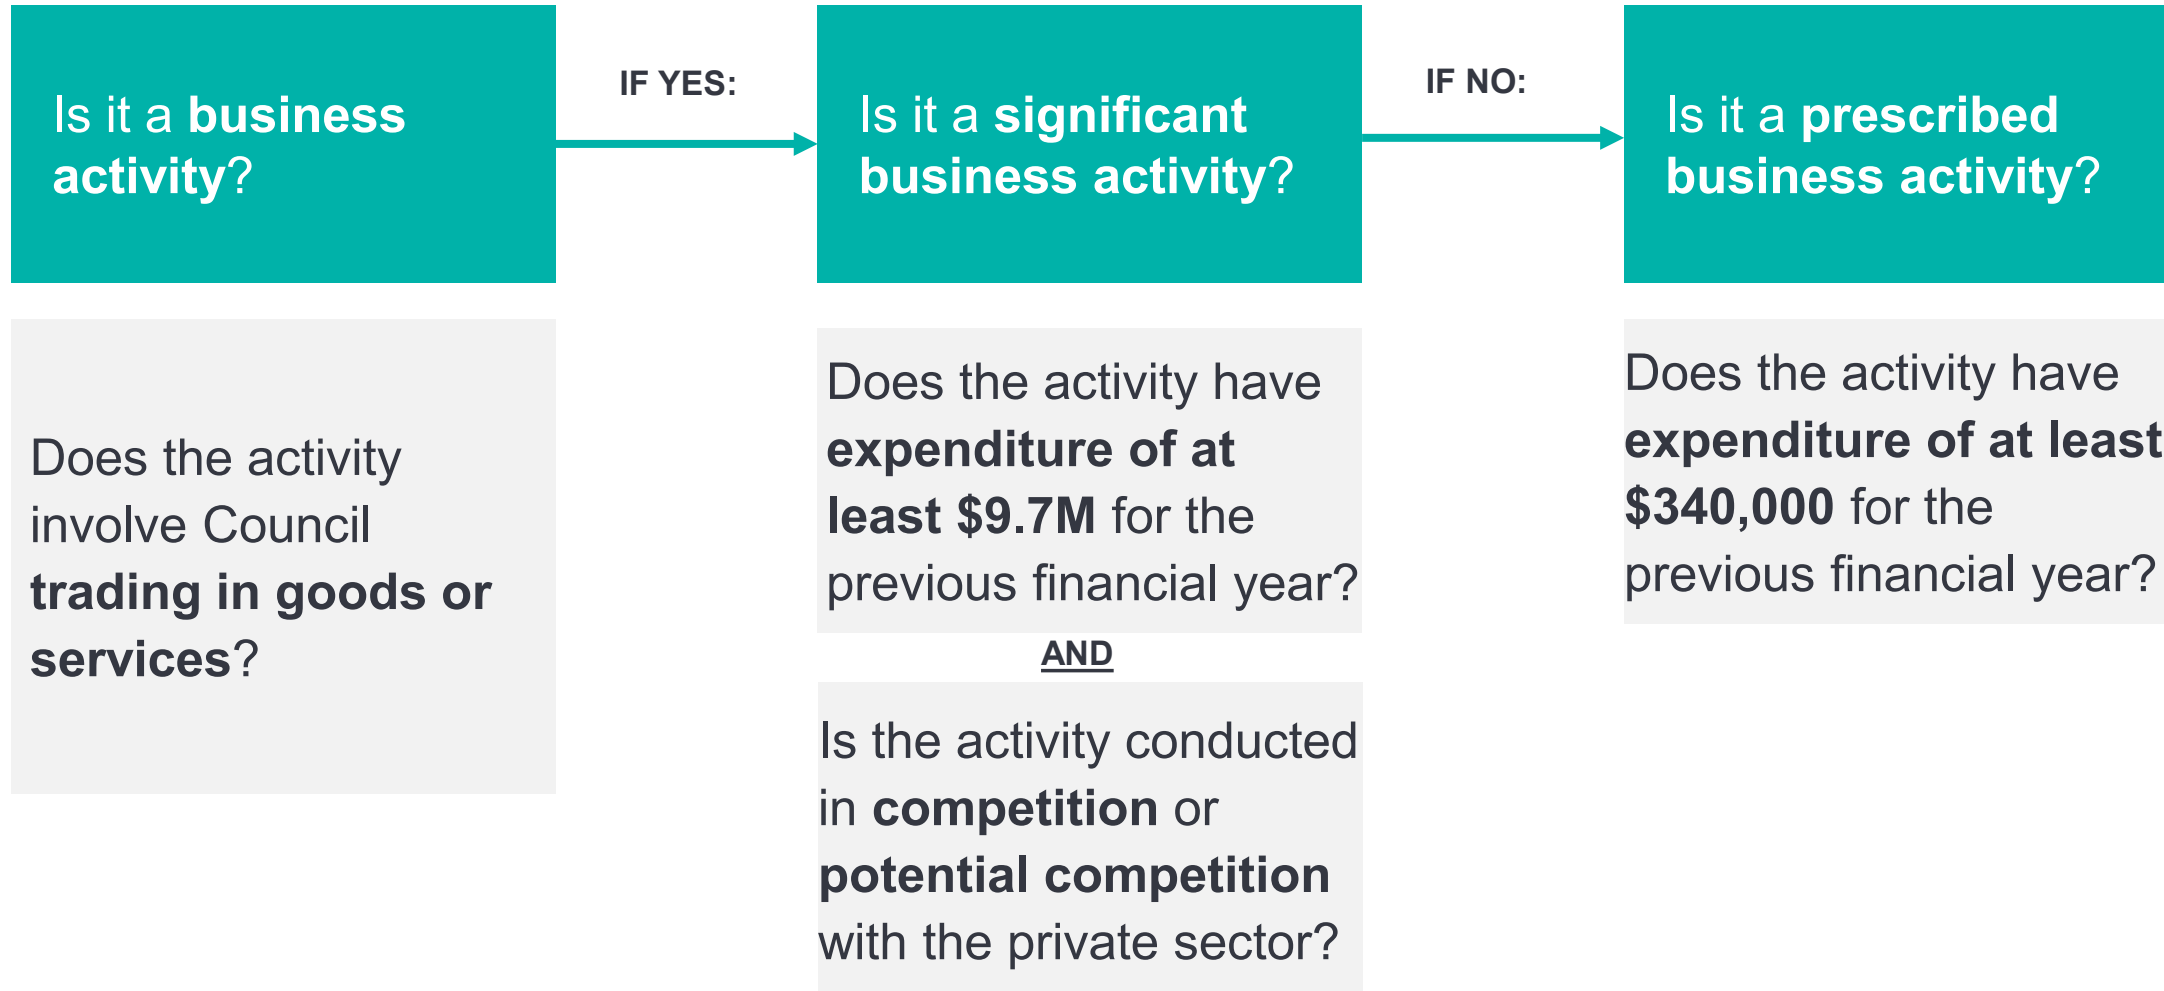 Is it a business
activity?
IF YES:
Is it a significant
business activity?
IF NO:
Is it a prescribed
business activity?
Does the activity
involve Council
trading in goods or
services?
Does the activity have
expenditure of at
least $9.7M for the
previous financial year?
AND
Is the activity conducted
in competition or
potential competition
with the private sector?
Does the activity have
expenditure of at least
$340,000 for the
previous financial year?